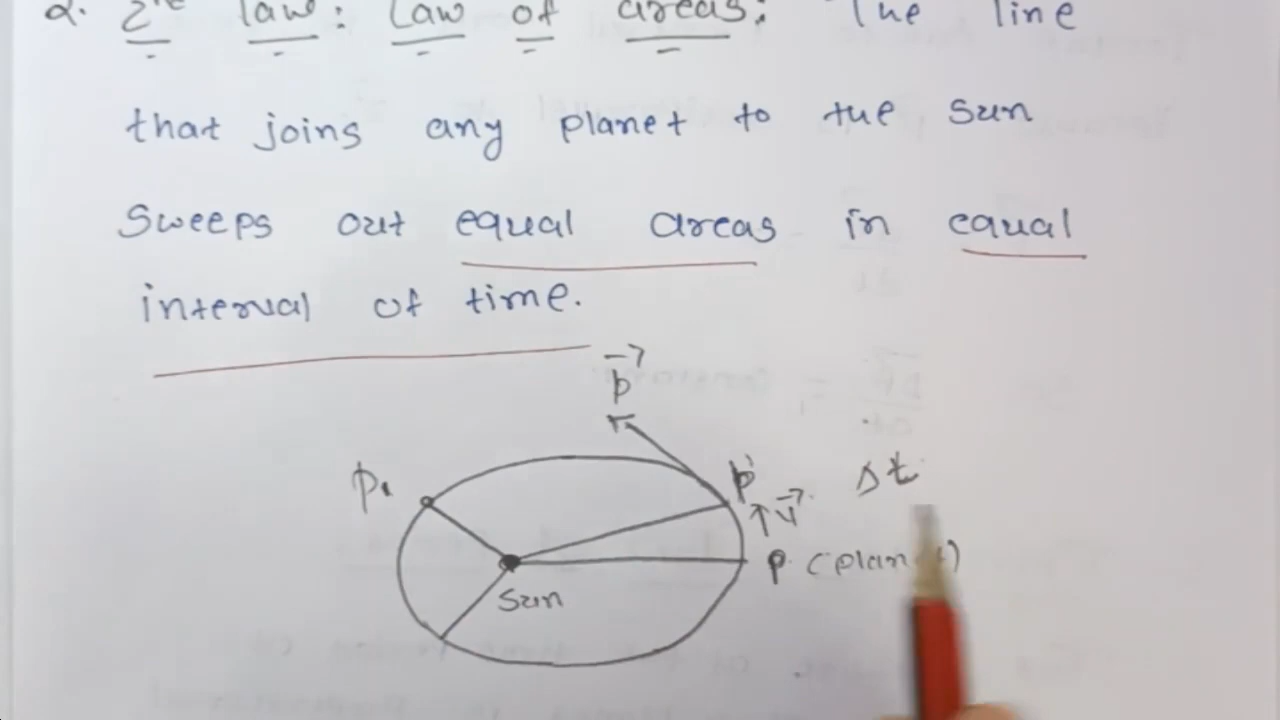 2. 2nd law: Law of areas: The line
that joins any planet to the sun
Sweeps out equal areas in equal
interval of time.
p
p1
p'
Δt
v
p (planet)
Sun